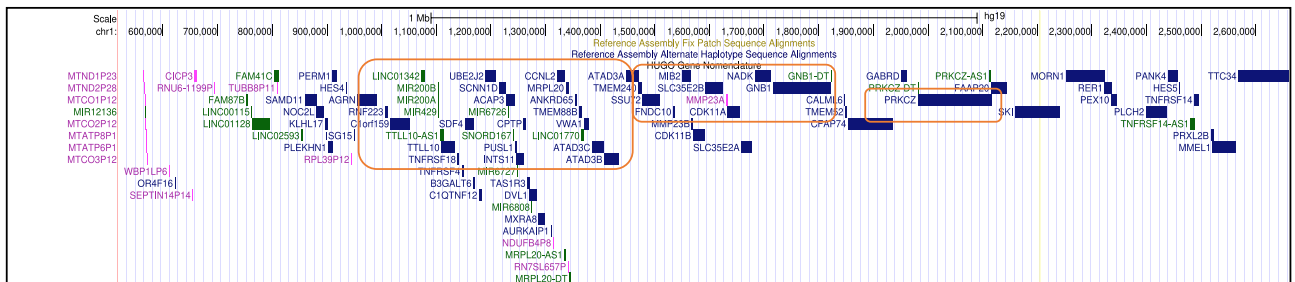 Scale 1 Mb hg19
chr1: 600,000 700,000 800,000 900,000 1,000,000 1,100,000 1,200,000 1,300,000 1,400,000 1,500,000 1,600,000 1,700,000 1,800,000 1,900,000 2,000,000 2,100,000 2,200,000 2,300,000 2,400,000 2,500,000 2,600,000
Reference Assembly Fix Patch Sequence Alignments
Reference Assembly Alternate Haplotype Sequence Alignments
HUGO Gene Nomenclature
MTND1P23 CICP3 FAM41C PERM1 LINC01342 UBE2J2 CCNL2 ATAD3A MIB2 NADK GNB1-DT GABRD PRKCZ-AS1 MORN1 PANK4 TTC34
MTND2P28 RNU6-1199P TUBB8P11 HES4 MIR200B SCNN1D MRPL20 TMEM240 SLC35E2B GNB1 PRKCZ-DT FAAP20 RER1 HES5
MTCO1P12 FAM87B SAMD11 AGRN MIR200A ACAP3 ANKRD65 SSU72 MMP23A CALML6 PRKCZ PEX10 TNFRSF14
MIR12136 LINC00115 NOC2L RNF223 MIR429 MIR6726 TMEM88B FNDC10 CDK11A TMEM52 SKI PLCH2
MTCO2P12 LINC01128 KLHL17 C1orf159 SDF4 CPTP VWA1 MMP23B CFAP74 TNFRSF14-AS1
MTATP8P1 LINC02593 ISG15 TTLL10-AS1 SNORD167 LINC01770 CDK11B PRXL2B
MTATP6P1 PLEKHN1 TTLL10 PUSL1 ATAD3C SLC35E2A MMEL1
MTCO3P12 RPL39P12 TNFRSF18 INTS11 ATAD3B
WBP1LP6 TNFRSF4 MIR6727
OR4F16 B3GALT6 TAS1R3
SEPTIN14P14 C1QTNF12 DVL1
MIR6808
MXRA8
AURKAIP1
NDUFB4P8
MRPL20-AS1
RN7SL657P
MRPL20-DT